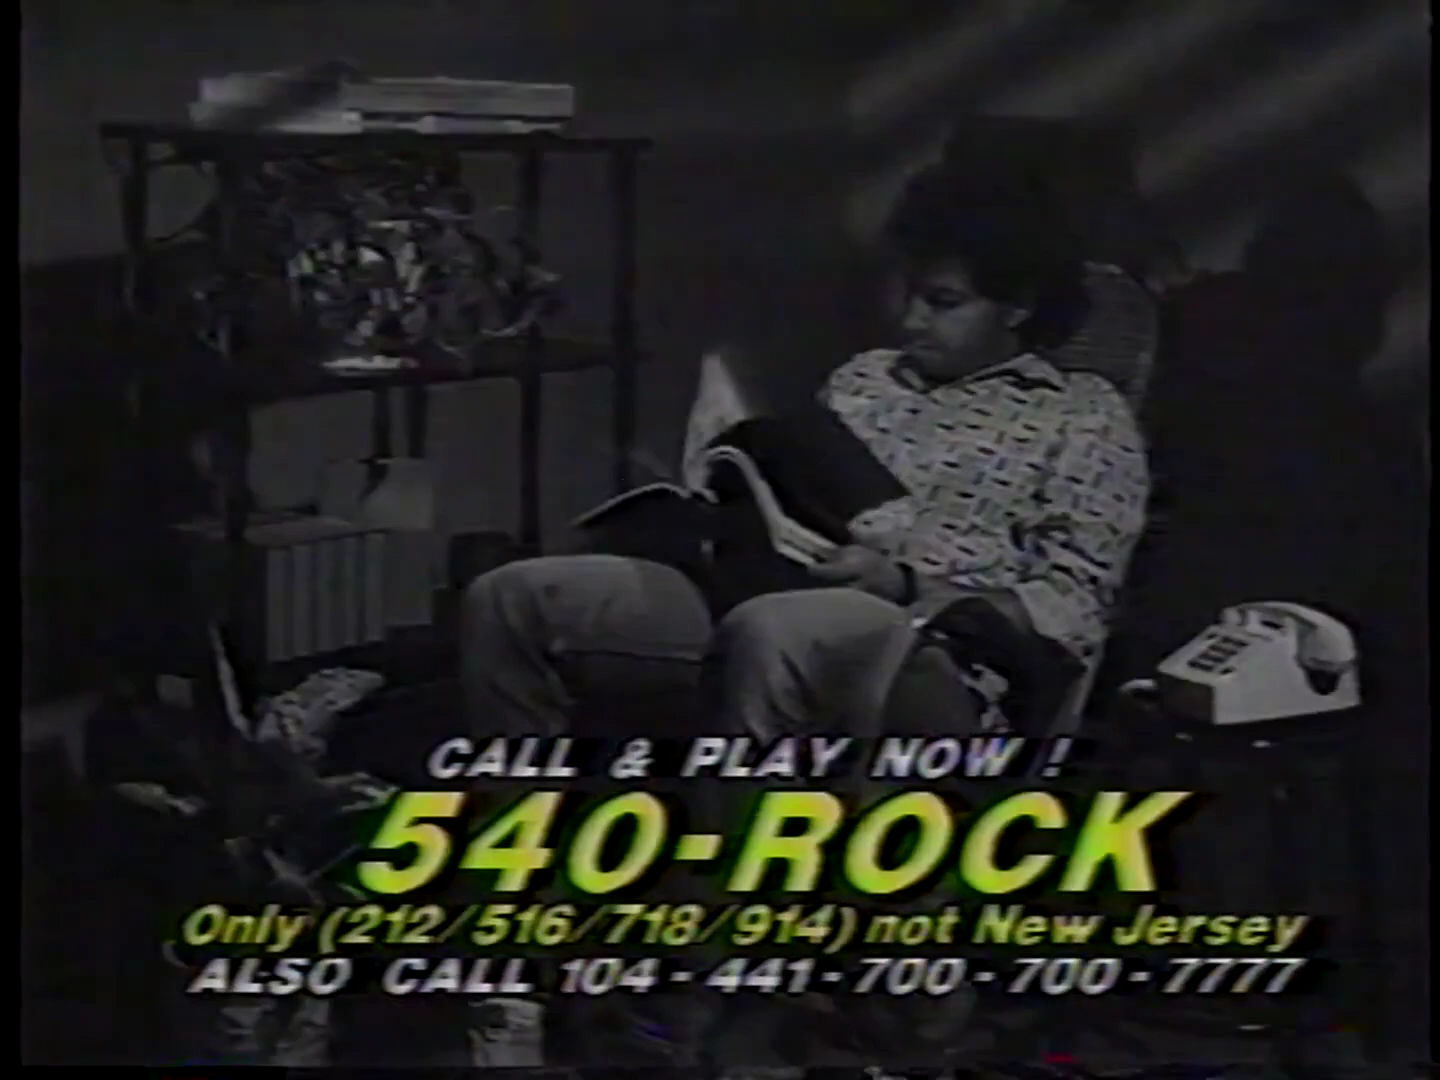 CALL & PLAY NOW !
540-ROCK
Only (212/516/718/914) not New Jersey
ALSO CALL 104-441-700-700-7777